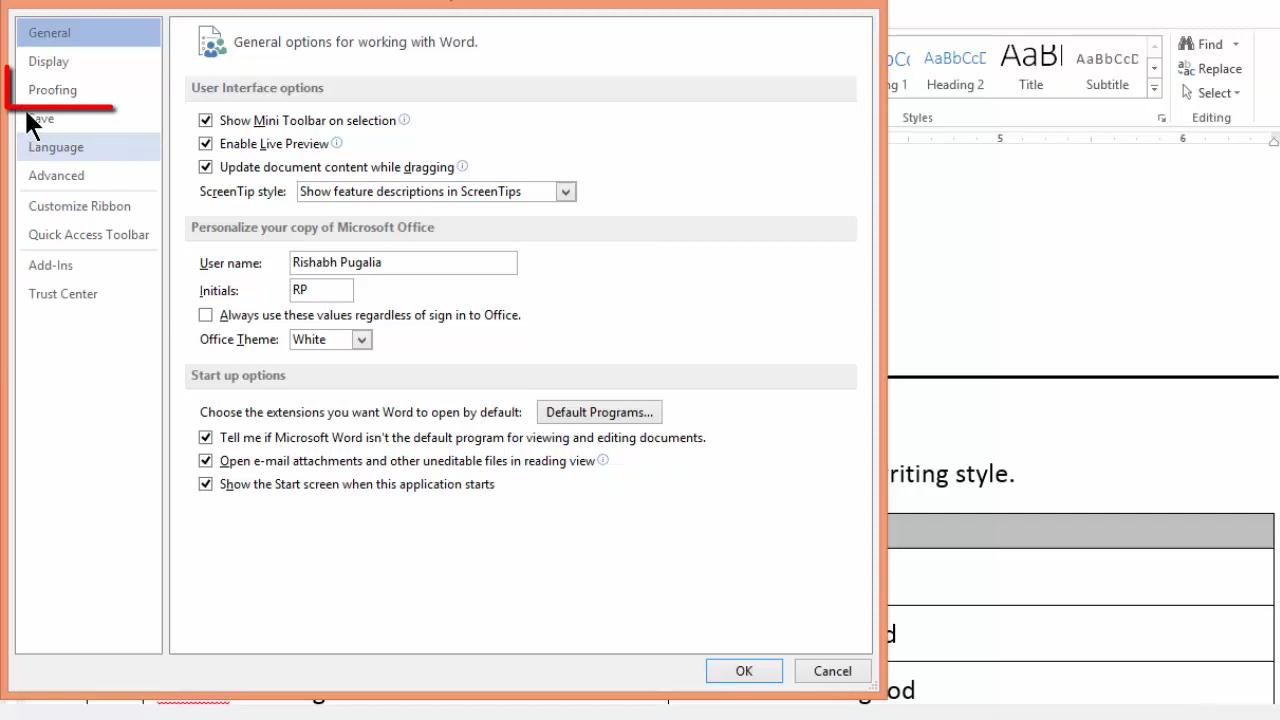 General
Display
Proofing
Save
Language
Advanced
Customize Ribbon
Quick Access Toolbar
Add-Ins
Trust Center
General options for working with Word.
User Interface options
Show Mini Toolbar on selection
Enable Live Preview
Update document content while dragging
ScreenTip style: Show feature descriptions in ScreenTips
Personalize your copy of Microsoft Office
User name: Rishabh Pugalia
Initials: RP
Always use these values regardless of sign in to Office.
Office Theme: White
Start up options
Choose the extensions you want Word to open by default: Default Programs...
Tell me if Microsoft Word isn't the default program for viewing and editing documents.
Open e-mail attachments and other uneditable files in reading view
Show the Start screen when this application starts
OK Cancel
AaBbCcC AaB AaBbCcC
ng 1 Heading 2 Title Subtitle
Styles
Find
Replace
Select
Editing
5 6
riting style.
d
od